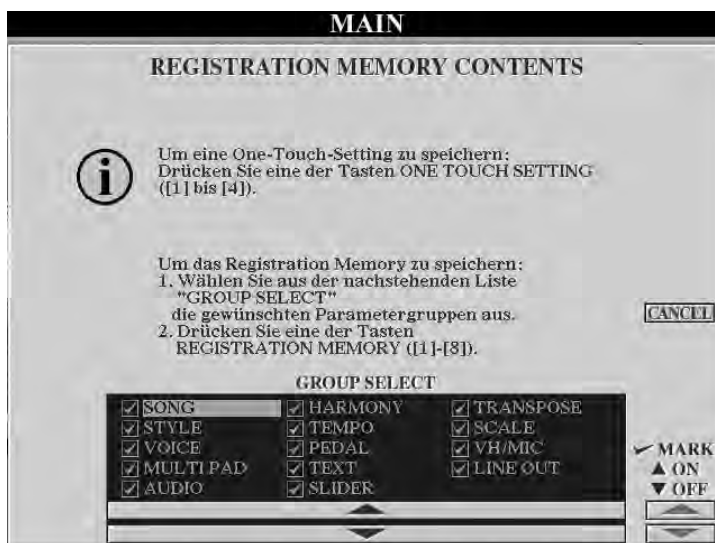 MAIN
REGISTRATION MEMORY CONTENTS
Um eine One-Touch-Setting zu speichern:
Drücken Sie eine der Tasten ONE TOUCH SETTING
([1] bis [4]).
Um das Registration Memory zu speichern:
1. Wählen Sie aus der nachstehenden Liste
"GROUP SELECT"
die gewünschten Parametergruppen aus.
2. Drücken Sie eine der Tasten
REGISTRATION MEMORY ([1]-[8]).
CANCEL
GROUP SELECT
SONG HARMONY TRANSPOSE
STYLE TEMPO SCALE
VOICE PEDAL VH/MIC
MULTI PAD TEXT LINE OUT
AUDIO SLIDER
MARK
▲ ON
▼ OFF